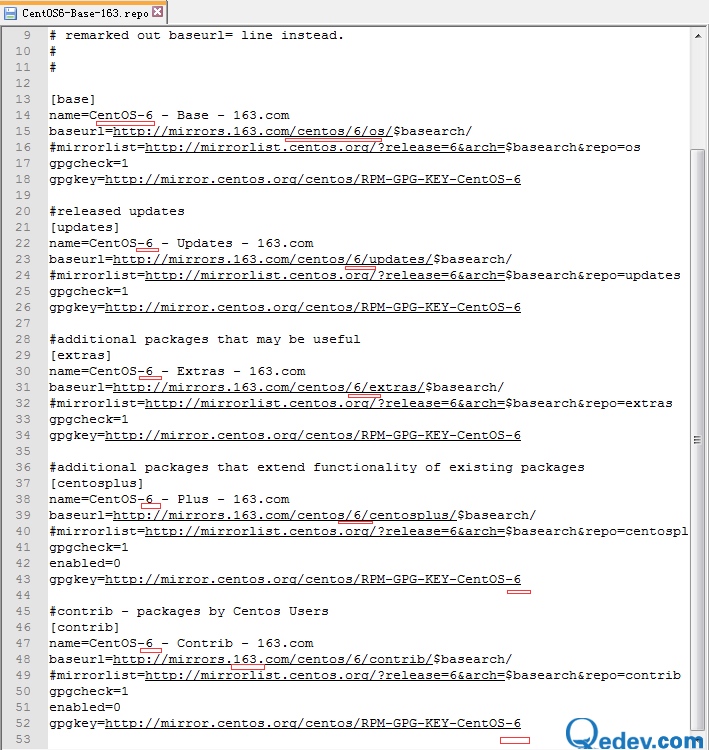 CentOS6-Base-163.repo
9 # remarked out baseurl= line instead.
10 #
11 #
12
13 [base]
14 name=CentOS-6 - Base - 163.com
15 baseurl=http://mirrors.163.com/centos/6/os/$basearch/
16 #mirrorlist=http://mirrorlist.centos.org/?release=6&arch=$basearch&repo=os
17 gpgcheck=1
18 gpgkey=http://mirror.centos.org/centos/RPM-GPG-KEY-CentOS-6
19
20 #released updates
21 [updates]
22 name=CentOS-6 - Updates - 163.com
23 baseurl=http://mirrors.163.com/centos/6/updates/$basearch/
24 #mirrorlist=http://mirrorlist.centos.org/?release=6&arch=$basearch&repo=updates
25 gpgcheck=1
26 gpgkey=http://mirror.centos.org/centos/RPM-GPG-KEY-CentOS-6
27
28 #additional packages that may be useful
29 [extras]
30 name=CentOS-6 - Extras - 163.com
31 baseurl=http://mirrors.163.com/centos/6/extras/$basearch/
32 #mirrorlist=http://mirrorlist.centos.org/?release=6&arch=$basearch&repo=extras
33 gpgcheck=1
34 gpgkey=http://mirror.centos.org/centos/RPM-GPG-KEY-CentOS-6
35
36 #additional packages that extend functionality of existing packages
37 [centosplus]
38 name=CentOS-6 - Plus - 163.com
39 baseurl=http://mirrors.163.com/centos/6/centosplus/$basearch/
40 #mirrorlist=http://mirrorlist.centos.org/?release=6&arch=$basearch&repo=centospl
41 gpgcheck=1
42 enabled=0
43 gpgkey=http://mirror.centos.org/centos/RPM-GPG-KEY-CentOS-6
44
45 #contrib - packages by Centos Users
46 [contrib]
47 name=CentOS-6 - Contrib - 163.com
48 baseurl=http://mirrors.163.com/centos/6/contrib/$basearch/
49 #mirrorlist=http://mirrorlist.centos.org/?release=6&arch=$basearch&repo=contrib
50 gpgcheck=1
51 enabled=0
52 gpgkey=http://mirror.centos.org/centos/RPM-GPG-KEY-CentOS-6
53
Qedev.com